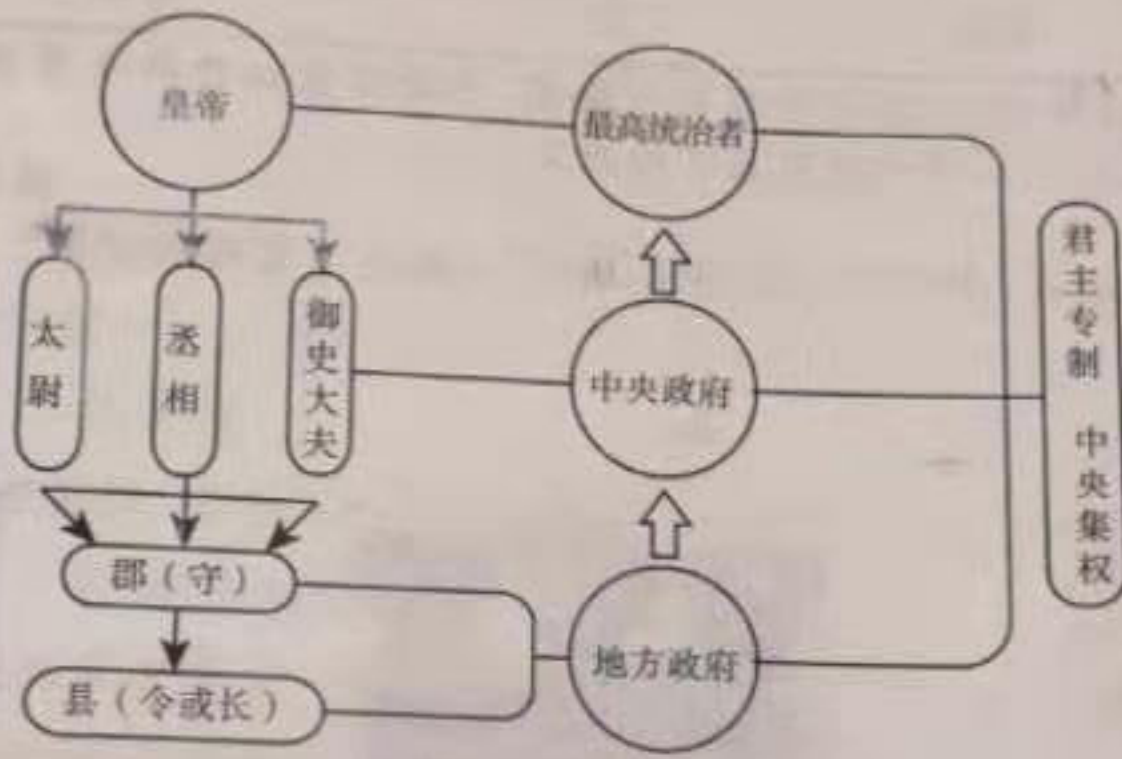 皇帝
最高统治者
太尉
丞相
御史大夫
中央政府
君主专制 中央集权
郡（守）
县（令或长）
地方政府